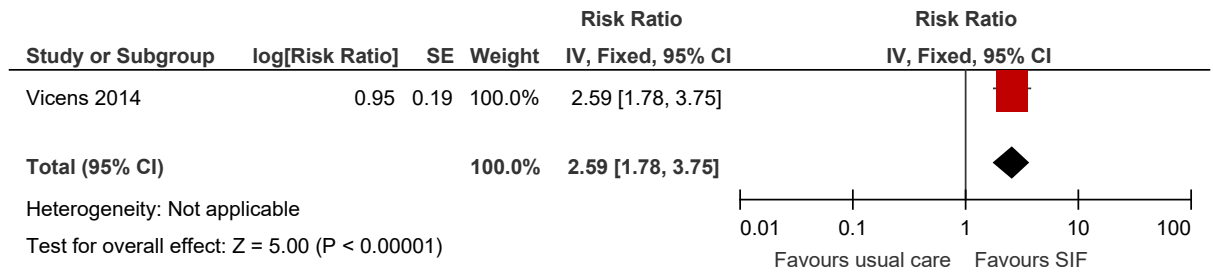 Risk Ratio Risk Ratio
Study or Subgroup log[Risk Ratio] SE Weight IV, Fixed, 95% CI IV, Fixed, 95% CI
Vicens 2014 0.95 0.19 100.0% 2.59 [1.78, 3.75]
Total (95% CI) 100.0% 2.59 [1.78, 3.75]
Heterogeneity: Not applicable
Test for overall effect: Z = 5.00 (P < 0.00001)
0.01 0.1 1 10 100
Favours usual care Favours SIF